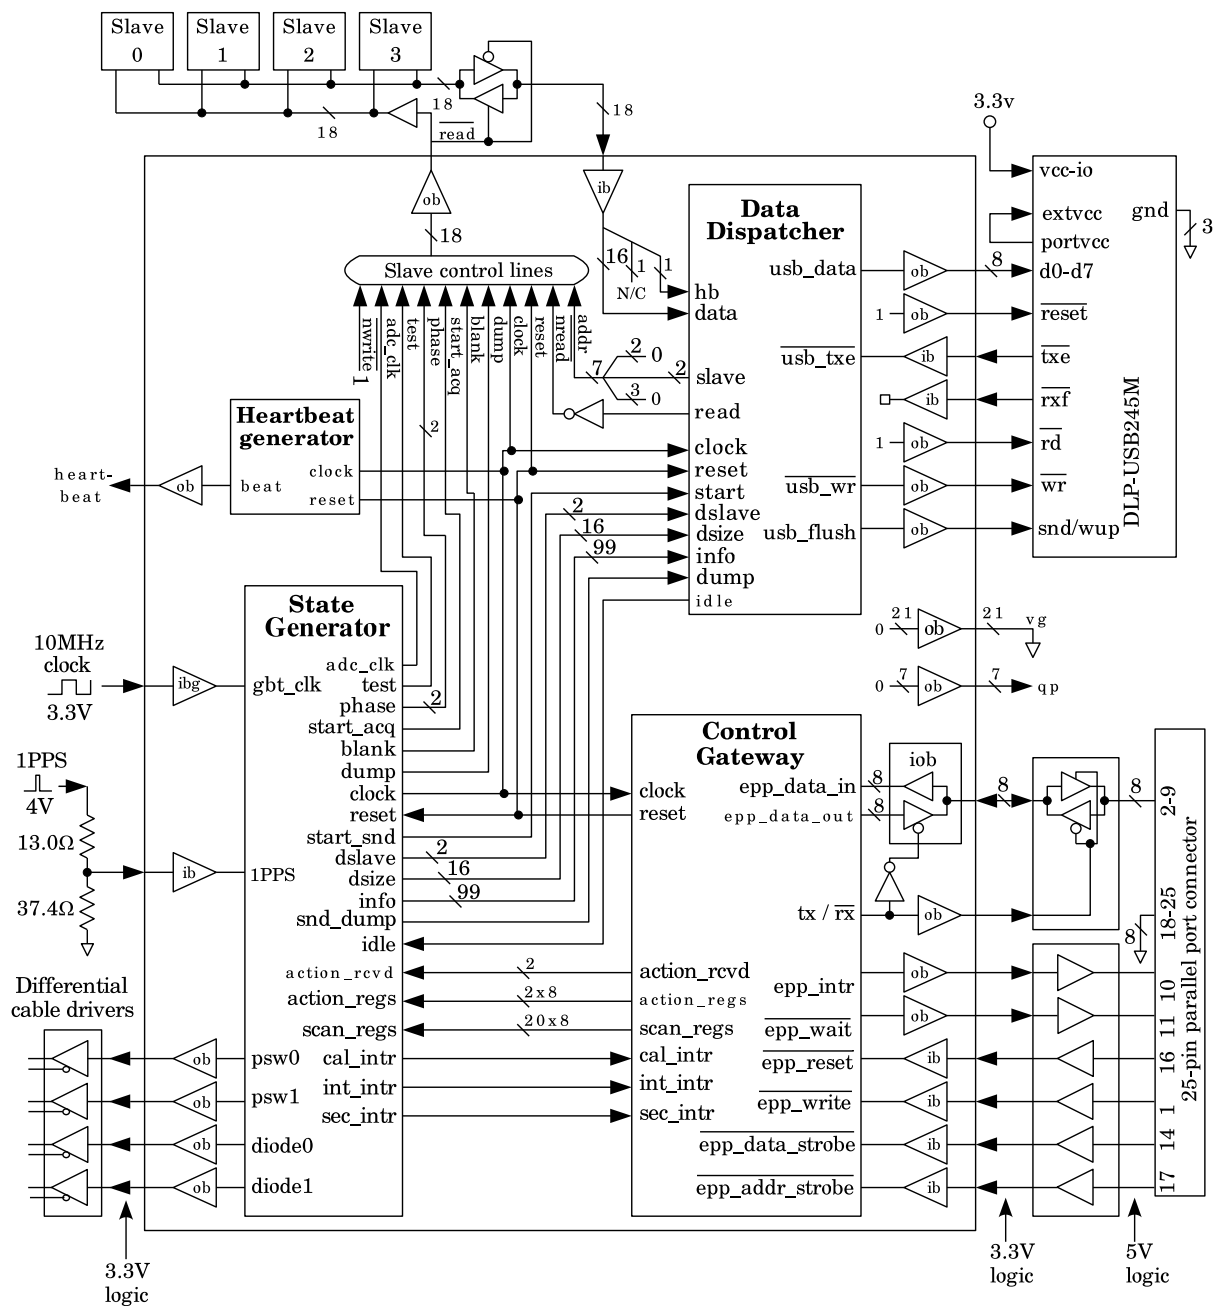 Slave
0
Slave
1
Slave
2
Slave
3
18
18
18
read
3.3v
ob
ib
18
16
1
1
N/C
Slave control lines
nwrite
1
adc_clk
test
phase
start_acq
blank
dump
clock
reset
nread
addr
2
7
2
0
3
0
2
Data
Dispatcher
usb_data
hb
data
usb_txe
slave
read
clock
reset
start
usb_wr
dslave
dsize
usb_flush
info
dump
idle
2
16
99
ob
8
1
ob
ib
ib
1
ob
ob
ob
vcc-io
extvcc
gnd
3
portvcc
d0-d7
reset
txe
rxf
rd
wr
snd/wup
DLP-USB245M
0
21
ob
21
vg
0
7
ob
7
qp
Heartbeat
generator
clock
beat
reset
heart-
beat
ob
State
Generator
adc_clk
gbt_clk
test
phase
2
start_acq
blank
dump
clock
reset
start_snd
dslave
2
dsize
16
1PPS
info
99
snd_dump
idle
action_rcvd
2
action_regs
2x8
scan_regs
20x8
cal_intr
int_intr
sec_intr
psw0
psw1
diode0
diode1
10MHz
clock
3.3V
ibg
1PPS
4V
13.0Ω
37.4Ω
ib
Differential
cable drivers
ob
ob
ob
ob
3.3V
logic
Control
Gateway
clock
reset
epp_data_in
epp_data_out
tx / rx
action_rcvd
action_regs
scan_regs
cal_intr
int_intr
sec_intr
epp_intr
epp_wait
epp_reset
epp_write
epp_data_strobe
epp_addr_strobe
8
8
iob
8
8
ob
ob
ob
ib
ib
ib
ib
8
2-9
18-25
10
11
16
1
14
17
25-pin parallel port connector
3.3V
logic
5V
logic